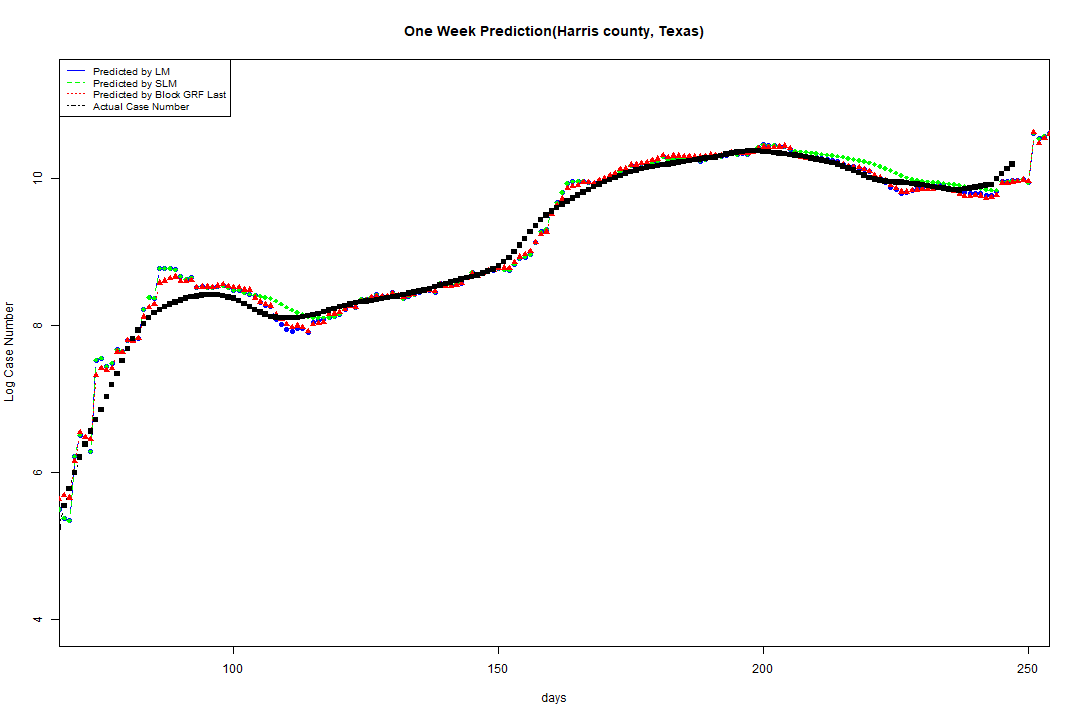 One Week Prediction(Harris county, Texas)
Predicted by LM
Predicted by SLM
Predicted by Block GRF Last
Actual Case Number
10
8
6
4
Log Case Number
100 150 200 250
days